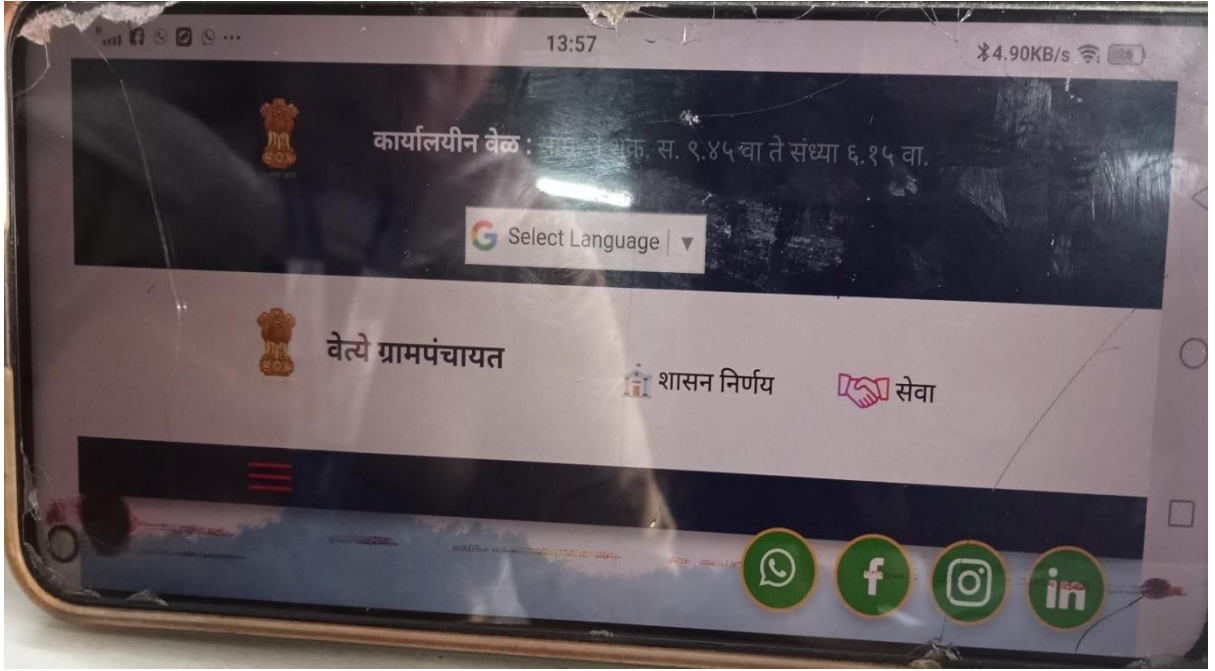 13:57
4.90KB/s
कार्यालयीन वेळ :
स. ९.४५ वा ते संध्या ६.१५ वा.
Select Language
वेत्ये ग्रामपंचायत
शासन निर्णय
सेवा